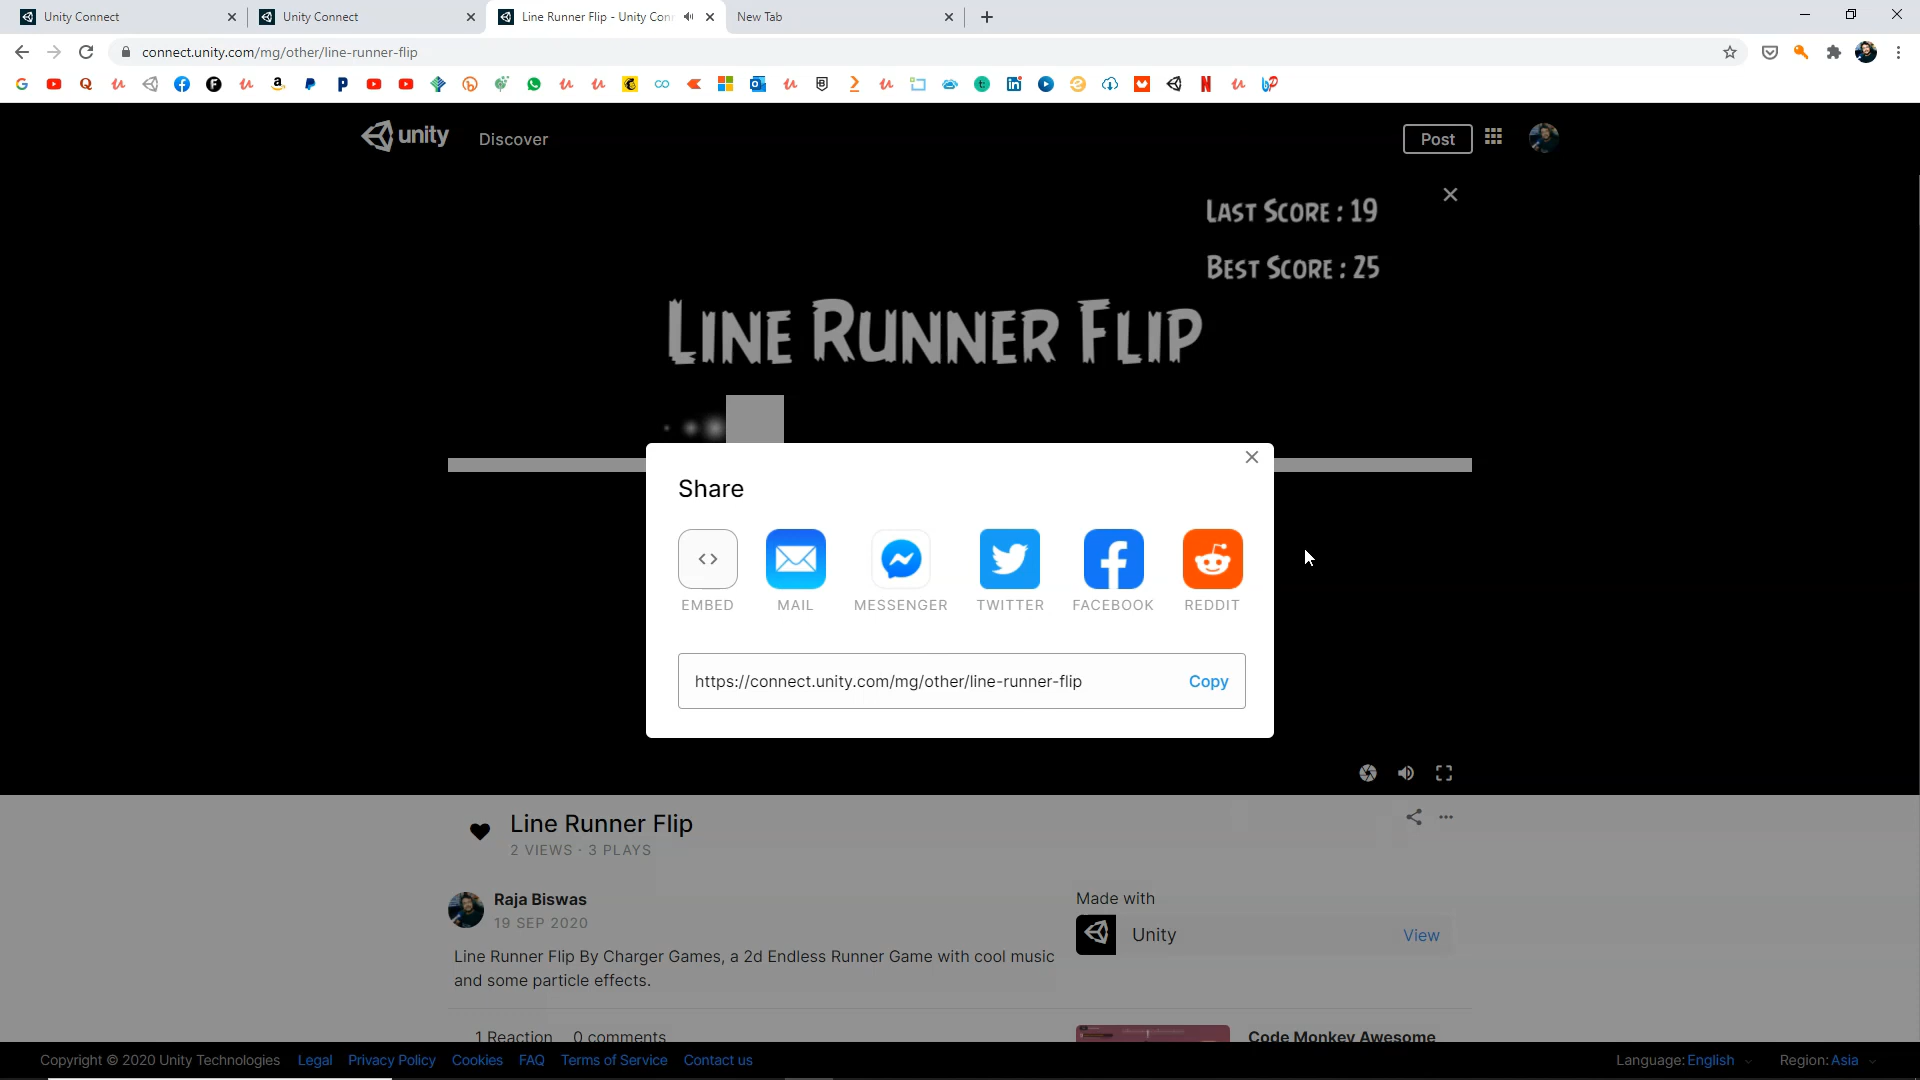 Unity Connect
Unity Connect
Line Runner Flip - Unity Con
New Tab
connect.unity.com/mg/other/line-runner-flip
unity
Discover
Post
Last Score : 19
Best Score : 25
Line Runner Flip
Share
EMBED
MAIL
MESSENGER
TWITTER
FACEBOOK
REDDIT
https://connect.unity.com/mg/other/line-runner-flip
Copy
Line Runner Flip
2 VIEWS · 3 PLAYS
Raja Biswas
19 SEP 2020
Line Runner Flip By Charger Games, a 2d Endless Runner Game with cool music
and some particle effects.
Made with
Unity
View
1 Reaction 0 comments
Code Monkey Awesome
Copyright © 2020 Unity Technologies Legal Privacy Policy Cookies FAQ Terms of Service Contact us
Language: English
Region: Asia